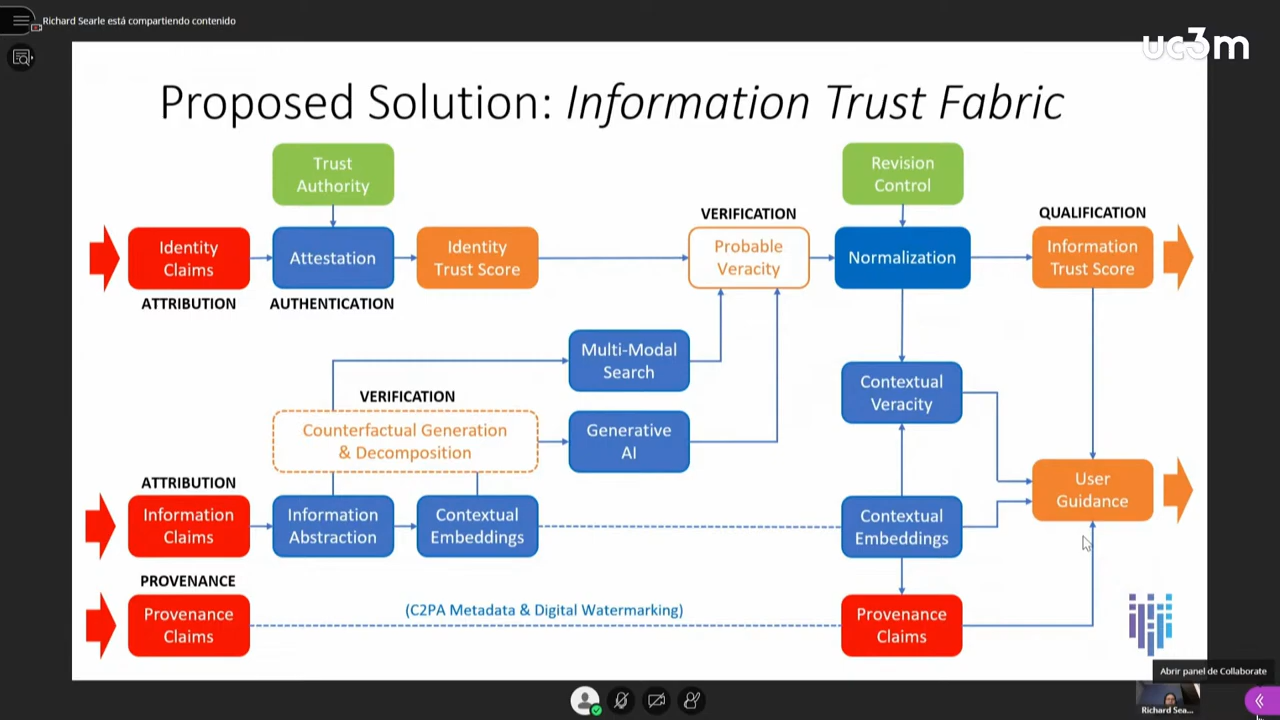 Richard Searle está compartiendo contenido
uc3m
Proposed Solution: Information Trust Fabric
Trust
Authority
Revision
Control
VERIFICATION
QUALIFICATION
Identity
Claims
Attestation
Identity
Trust Score
Probable
Veracity
Normalization
Information
Trust Score
ATTRIBUTION
AUTHENTICATION
Multi-Modal
Search
VERIFICATION
Contextual
Veracity
Counterfactual Generation
& Decomposition
Generative
AI
ATTRIBUTION
User
Guidance
Information
Claims
Information
Abstraction
Contextual
Embeddings
Contextual
Embeddings
PROVENANCE
Provenance
Claims
(C2PA Metadata & Digital Watermarking)
Provenance
Claims
Abrir panel de Collaborate
Richard Sea...